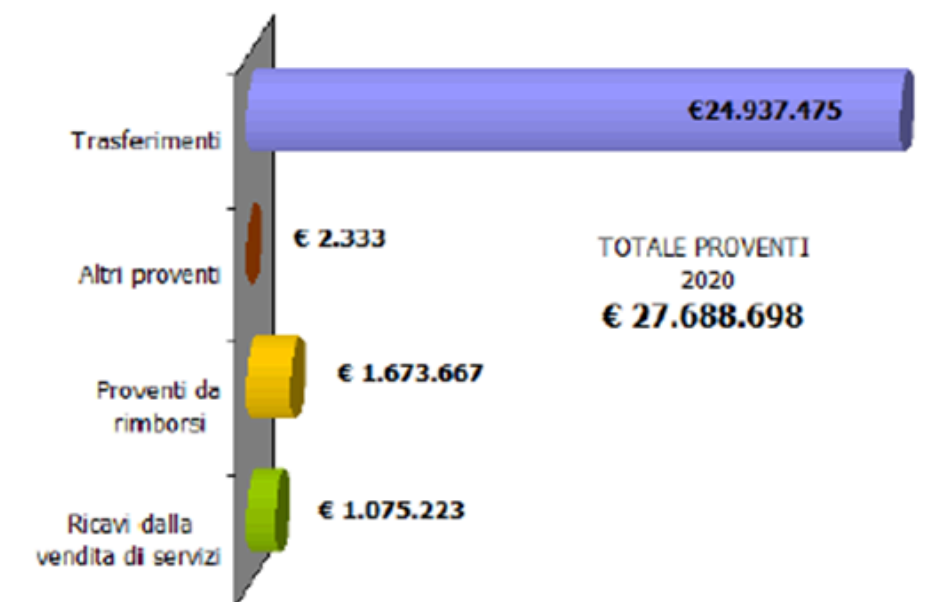 €24.937.475
Trasferimenti
€ 2.333
Altri proventi
TOTALE PROVENTI
2020
€ 27.688.698
Proventi da
rimborsi
€ 1.673.667
Ricavi dalla
vendita di servizi
€ 1.075.223